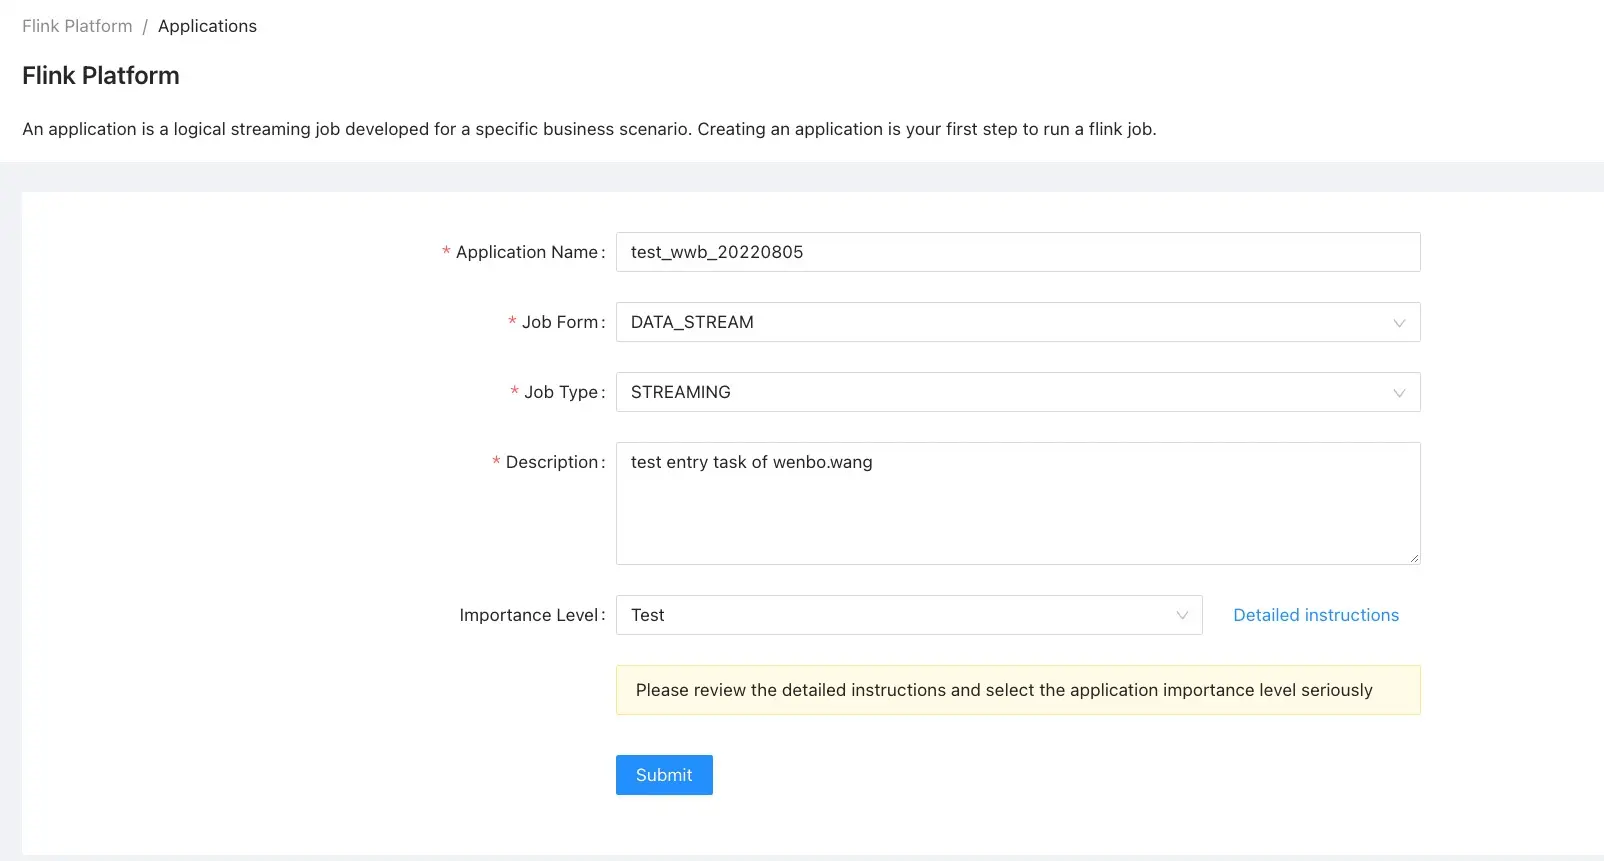 Flink Platform / Applications
Flink Platform
An application is a logical streaming job developed for a specific business scenario. Creating an application is your first step to run a flink job.
* Application Name: test_wwb_20220805
* Job Form: DATA_STREAM
* Job Type: STREAMING
* Description: test entry task of wenbo.wang
Importance Level: Test Detailed instructions
Please review the detailed instructions and select the application importance level seriously
Submit